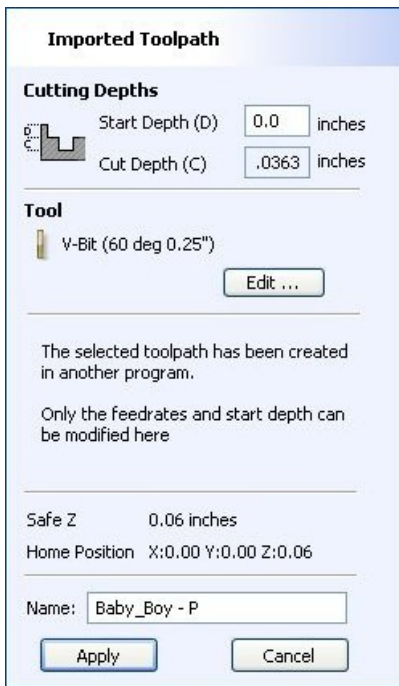 Imported Toolpath
Cutting Depths
D
C
Start Depth (D) 0.0 inches
Cut Depth (C) .0363 inches
Tool
V-Bit (60 deg 0.25")
Edit ...
The selected toolpath has been created
in another program.
Only the feedrates and start depth can
be modified here
Safe Z 0.06 inches
Home Position X:0.00 Y:0.00 Z:0.06
Name: Baby_Boy - P
Apply Cancel